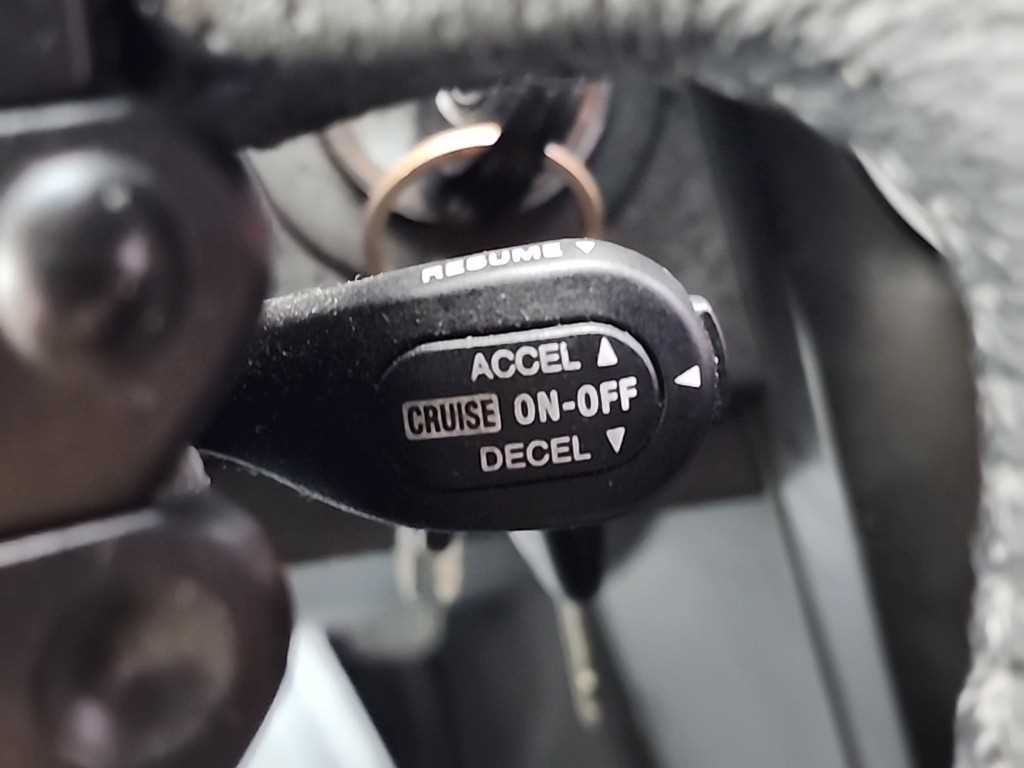 RESUME ▼
ACCEL ▲
CRUISE ON-OFF ◀
DECEL ▼